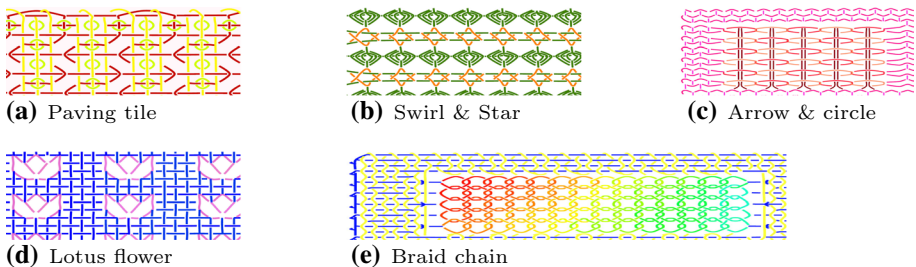 (a) Paving tile
(b) Swirl & Star
(c) Arrow & circle
(d) Lotus flower
(e) Braid chain